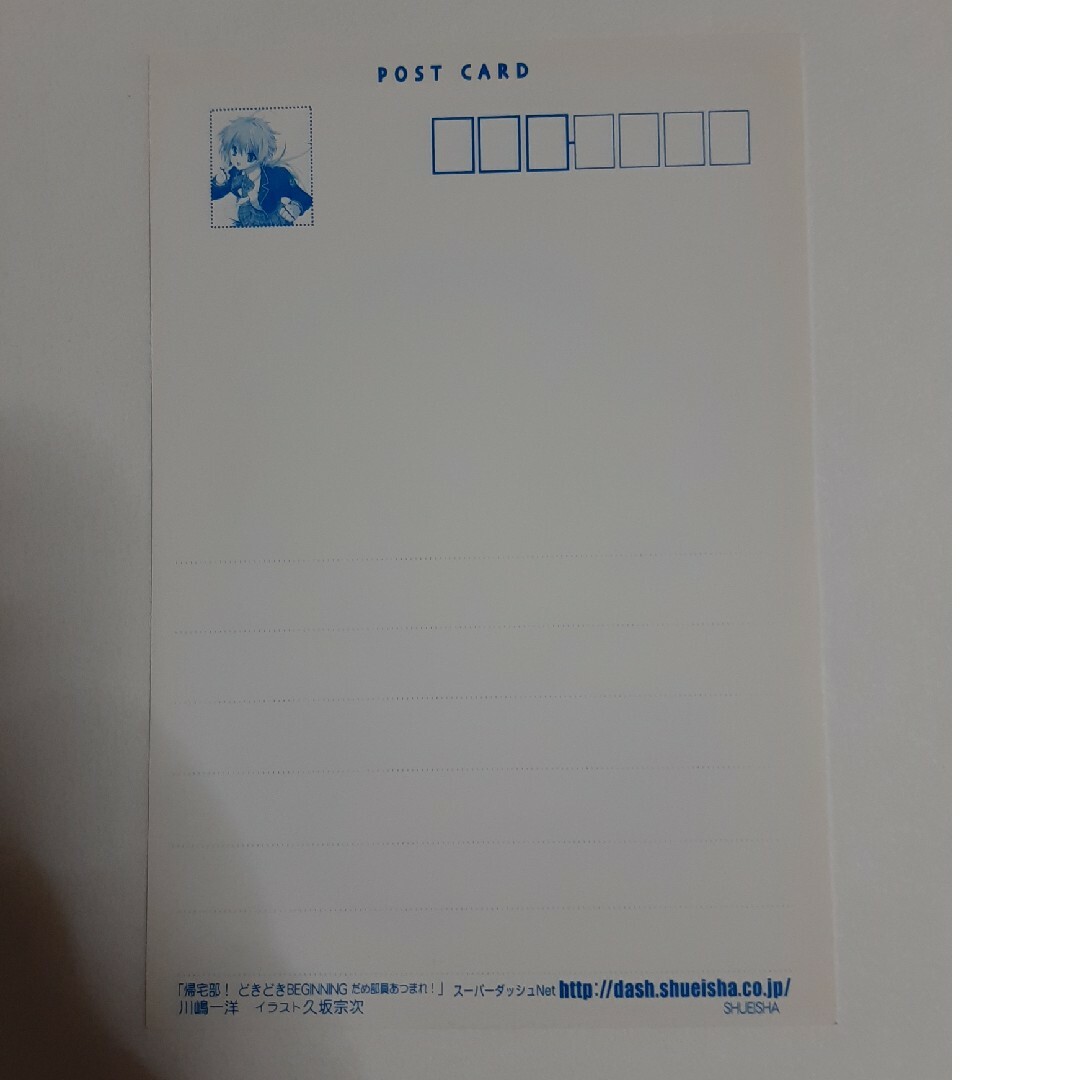 POST CARD
「帰宅部！ どきどきBEGINNING だめ部員あつまれ！」 スーパーダッシュNet http://dash.shueisha.co.jp/
川嶋一洋 イラスト久坂宗次
SHUEISHA